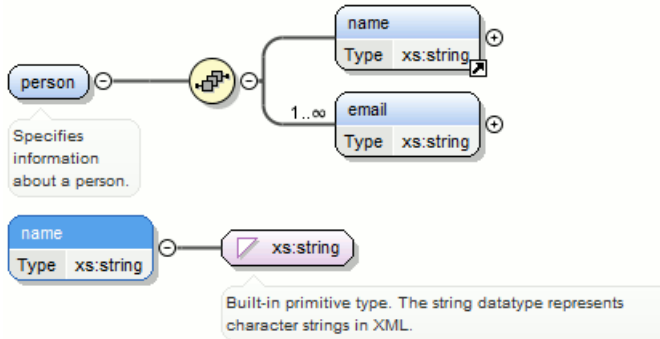 name
Type xs:string
person
1..∞
email
Type xs:string
Specifies
information
about a person.
name
Type xs:string
xs:string
Built-in primitive type. The string datatype represents
character strings in XML.